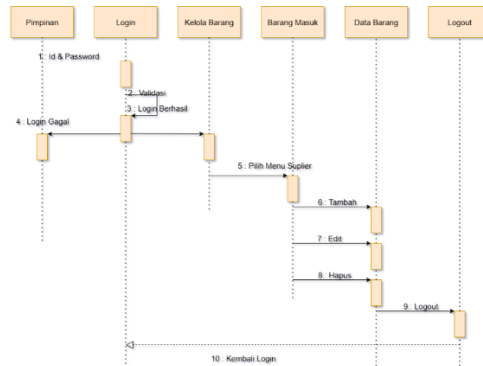 Pimpinan
Login
Kelola Barang
Barang Masuk
Data Barang
Logout
1 : Id & Password
2 : Validasi
3 : Login Berhasil
4 : Login Gagal
5 : Pilih Menu Suplier
6 : Tambah
7 : Edit
8 : Hapus
9 : Logout
10 : Kembali Login